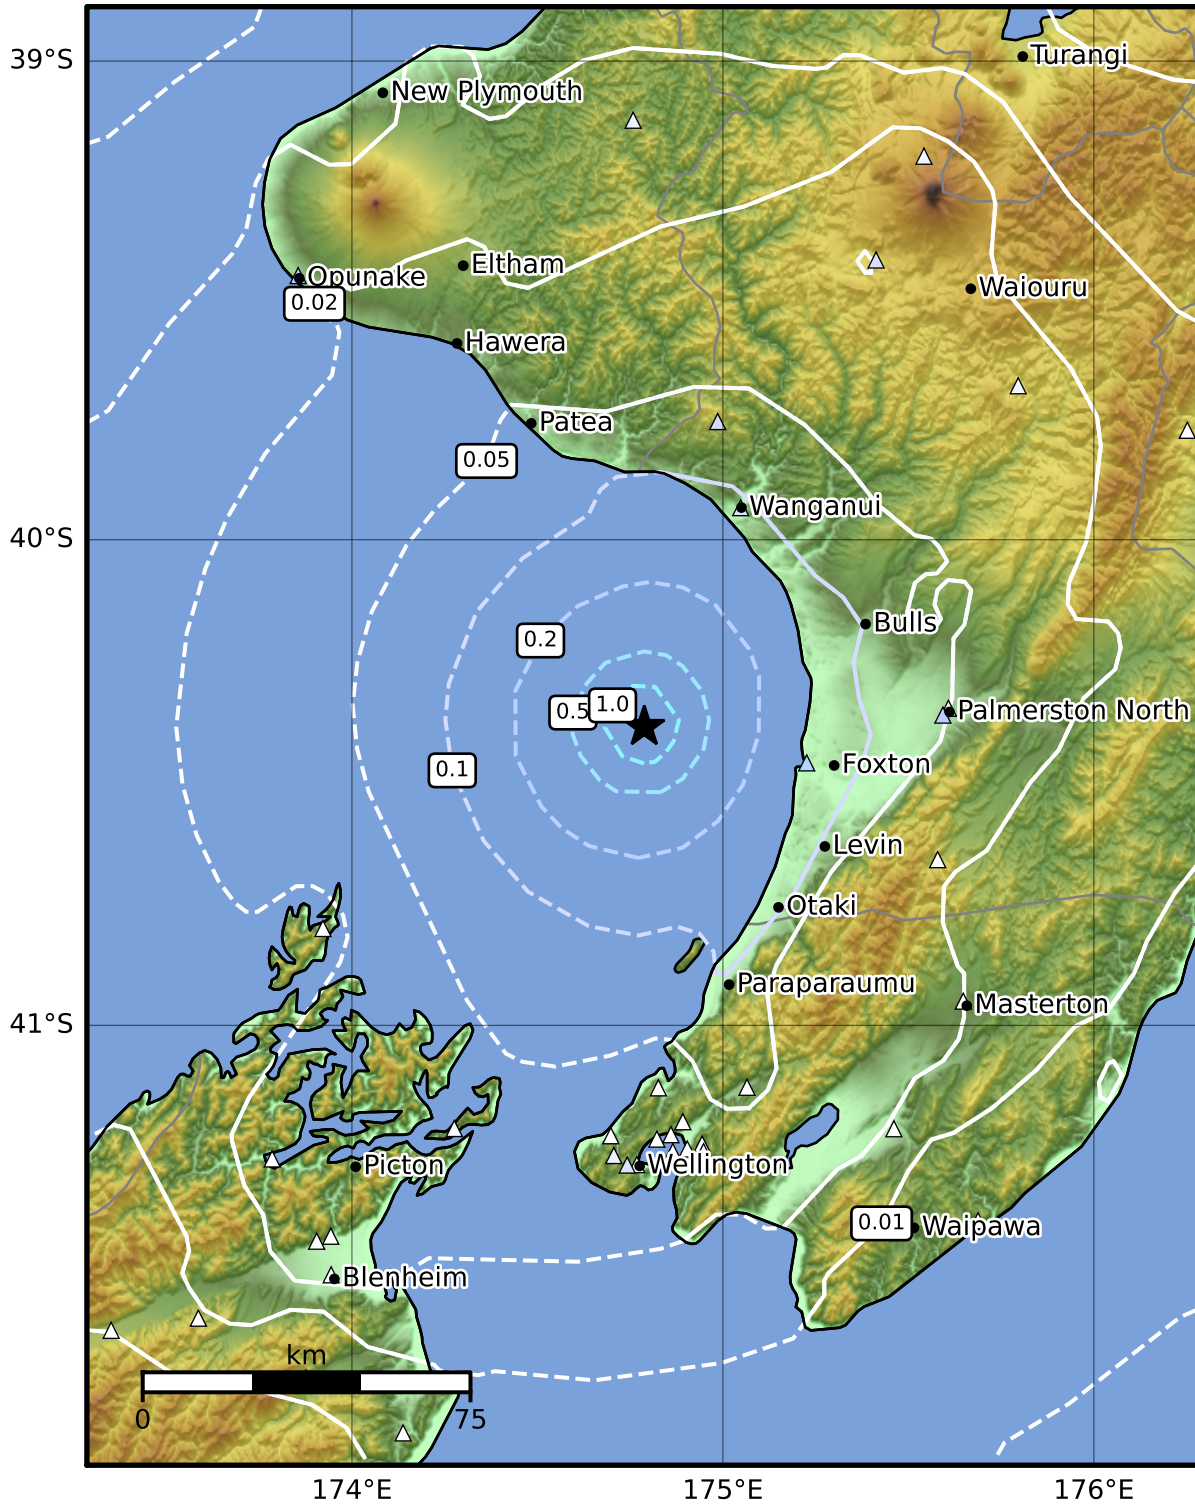 Turangi
39°S
New Plymouth
Eltham
Opunake
Waiouru
0.02
Hawera
Patea
0.05
Wanganui
40°S
Bulls
0.2
0.5
1.0
Palmerston North
Foxton
0.1
Levin
Otaki
Paraparaumu
Masterton
41°S
Picton
Wellington
0.01
Waipawa
Blenheim
km
0
75
174°E
175°E
176°E